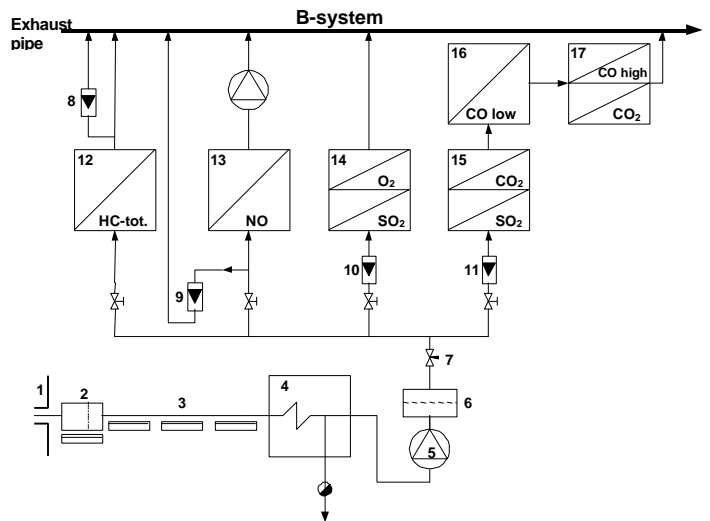 B-system
Exhaust
pipe
16
17
CO high
CO low
CO₂
8
12
13
14
15
O₂
CO₂
HC-tot.
NO
SO₂
SO₂
10
11
9
7
1
2
3
4
6
5